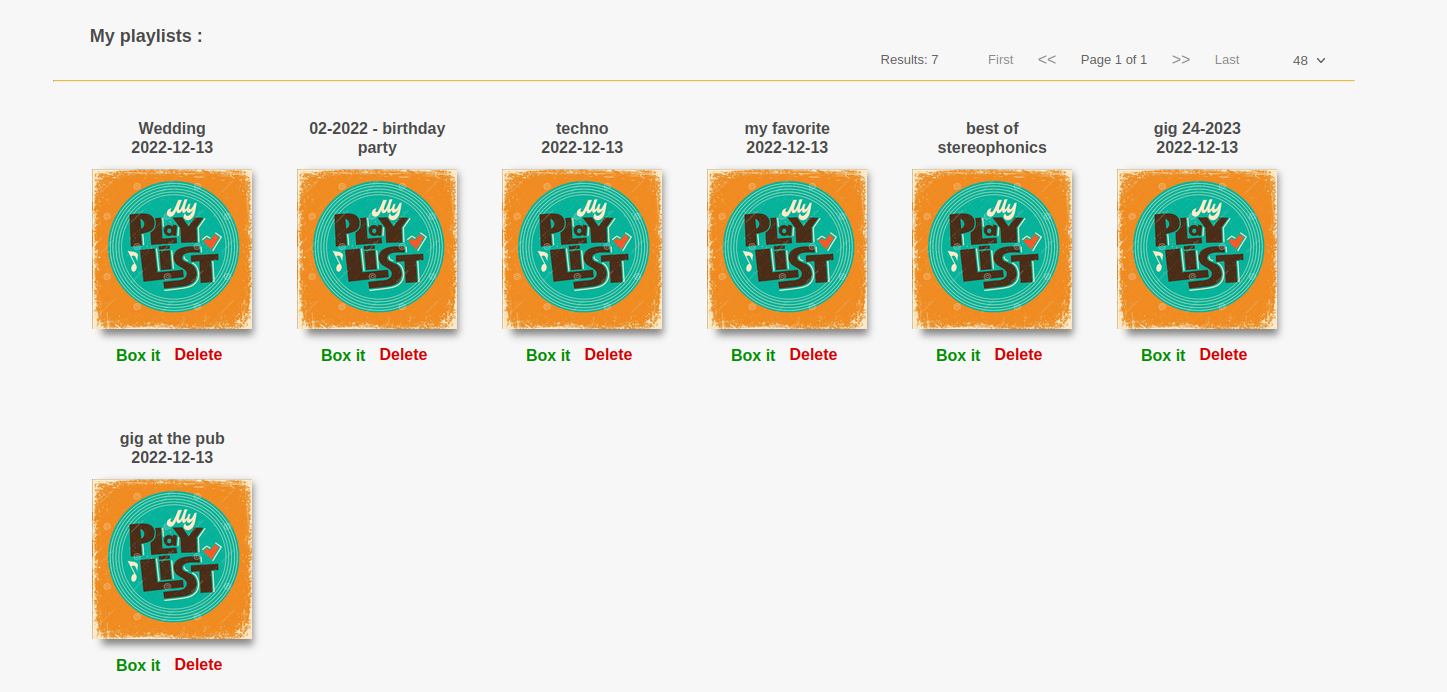 My playlists :
Results: 7 First << Page 1 of 1 >> Last 48
Wedding
2022-12-13
My
PLaY
LiST
Box it Delete
02-2022 - birthday
party
My
PLaY
LiST
Box it Delete
techno
2022-12-13
My
PLaY
LiST
Box it Delete
my favorite
2022-12-13
My
PLaY
LiST
Box it Delete
best of
stereophonics
My
PLaY
LiST
Box it Delete
gig 24-2023
2022-12-13
My
PLaY
LiST
Box it Delete
gig at the pub
2022-12-13
My
PLaY
LiST
Box it Delete